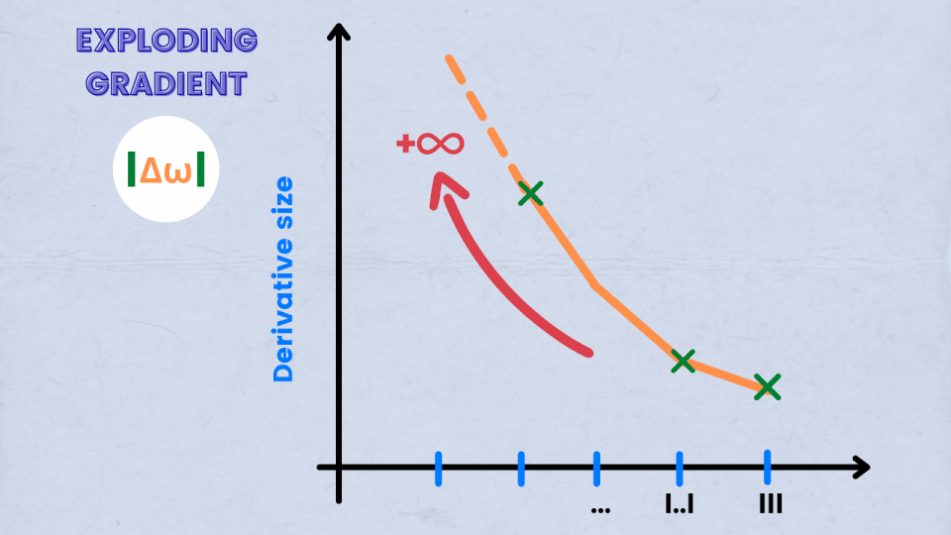 EXPLODING
GRADIENT
|Δω|
+∞
Derivative size
... I..I III